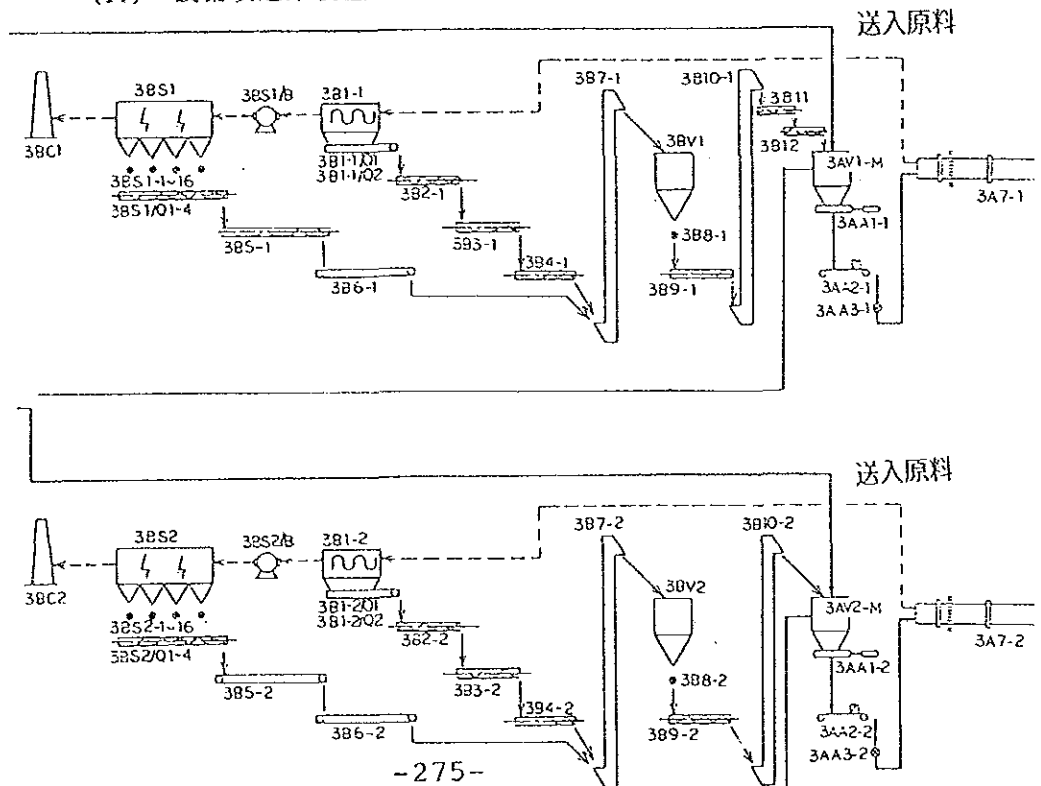 送入原料
3B7-1
3B10-1
3BS1
3BS1/B
3B1-1
3B11
3B12
3BV1
3AV1-M
3BC1
3B1-1/Q1
3B1-1/Q2
3BS1-1~16
3BS1/Q1-4
3B2-1
3A7-1
3AA1-1
3B5-1
3B3-1
3B8-1
3B4-1
3B6-1
3B9-1
3AA2-1
3AA3-1
送入原料
3B7-2
3B10-2
3BS2
3BS2/B
3B1-2
3BV2
3AV2-M
3BC2
3B1-2/Q1
3B1-2/Q2
3BS2-1~16
3BS2/Q1-4
3B2-2
3A7-2
3AA1-2
3B5-2
3B3-2
3B8-2
3B4-2
3B6-2
3B9-2
3AA2-2
3AA3-2
-275-